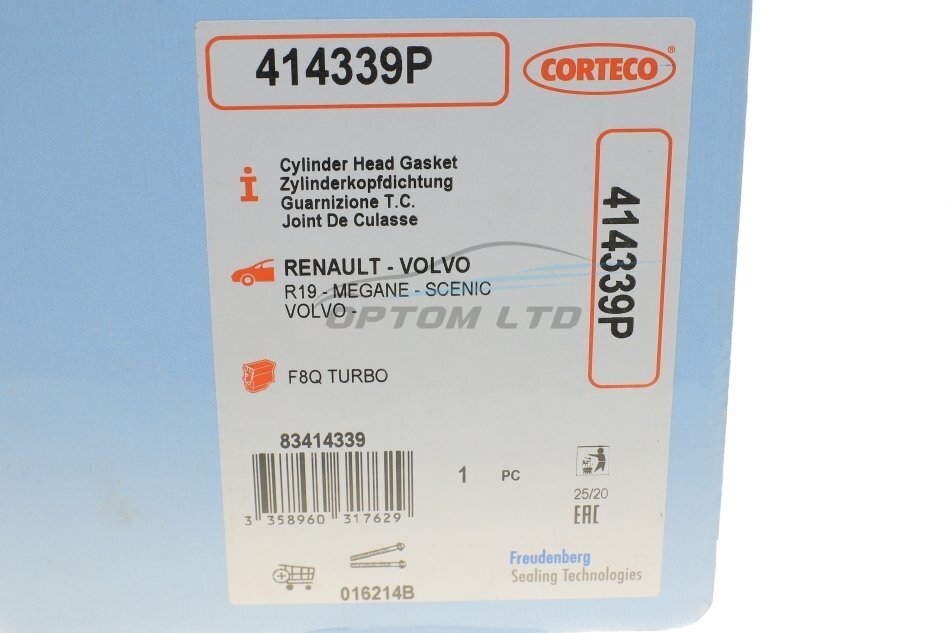 414339P
CORTECO®
Cylinder Head Gasket
Zylinderkopfdichtung
Guarnizione T.C.
Joint De Culasse
414339P
RENAULT - VOLVO
R19 - MEGANE - SCENIC
VOLVO -
OPTOM LTD
F8Q TURBO
83414339
3 358960 317629
1 PC
25/20
EAC
Freudenberg
Sealing Technologies
016214B